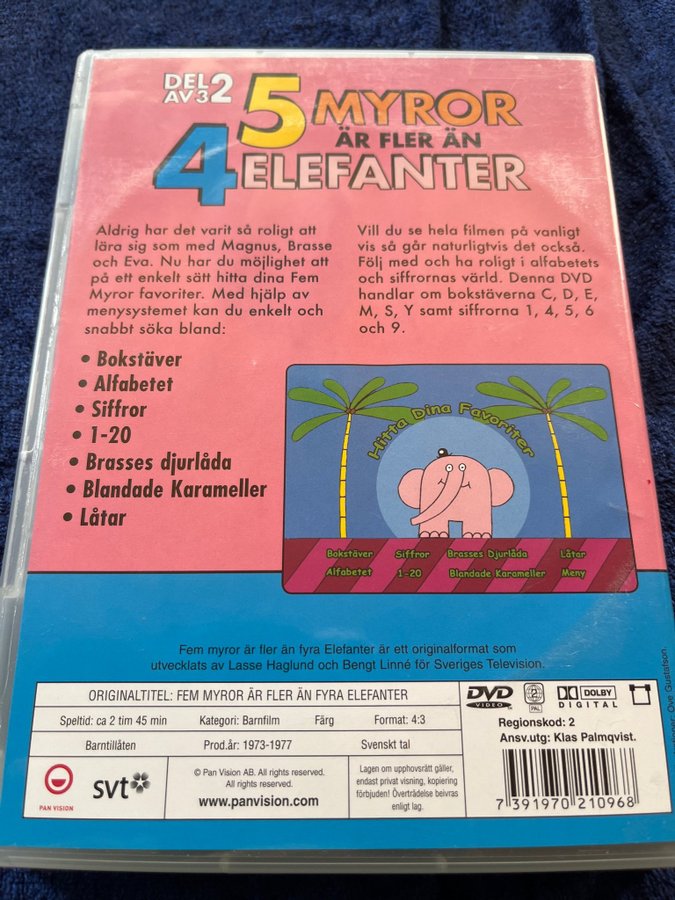 DEL 2
AV 3
5 MYROR
ÄR FLER ÄN
4 ELEFANTER
Aldrig har det varit så roligt att
lära sig som med Magnus, Brasse
och Eva. Nu har du möjlighet att
på ett enkelt sätt hitta dina Fem
Myror favoriter. Med hjälp av
menysystemet kan du enkelt och
snabbt söka bland:
• Bokstäver
• Alfabetet
• Siffror
• 1-20
• Brasses djurlåda
• Blandade Karameller
• Låtar
Vill du se hela filmen på vanligt
vis så går naturligtvis det också.
Följ med och ha roligt i alfabetets
och siffrornas värld. Denna DVD
handlar om bokstäverna C, D, E,
M, S, Y samt siffrorna 1, 4, 5, 6
och 9.
Hitta Dina Favoriter
Bokstäver Siffror Brasses Djurlåda Låtar
Alfabetet 1-20 Blandade Karameller Meny
Fem myror är fler än fyra Elefanter är ett originalformat som
utvecklats av Lasse Haglund och Bengt Linné för Sveriges Television.
ORIGINALTITEL: FEM MYROR ÄR FLER ÄN FYRA ELEFANTER
Speltid: ca 2 tim 45 min Kategori: Barnfilm Färg Format: 4:3
Barntillåten Prod.år: 1973-1977 Svenskt tal
PAN VISION
svt
© Pan Vision AB. All rights reserved.
All rights reserved.
www.panvision.com
Lagen om upphovsrätt gäller,
endast privat visning, kopiering
förbjuden! Överträdelse beivras
enligt lag.
DVD
VIDEO
2
PAL
DOLBY
DIGITAL
Regionskod: 2
Ansv.utg: Klas Palmqvist.
7 391970 210968
Ove Gustafson.